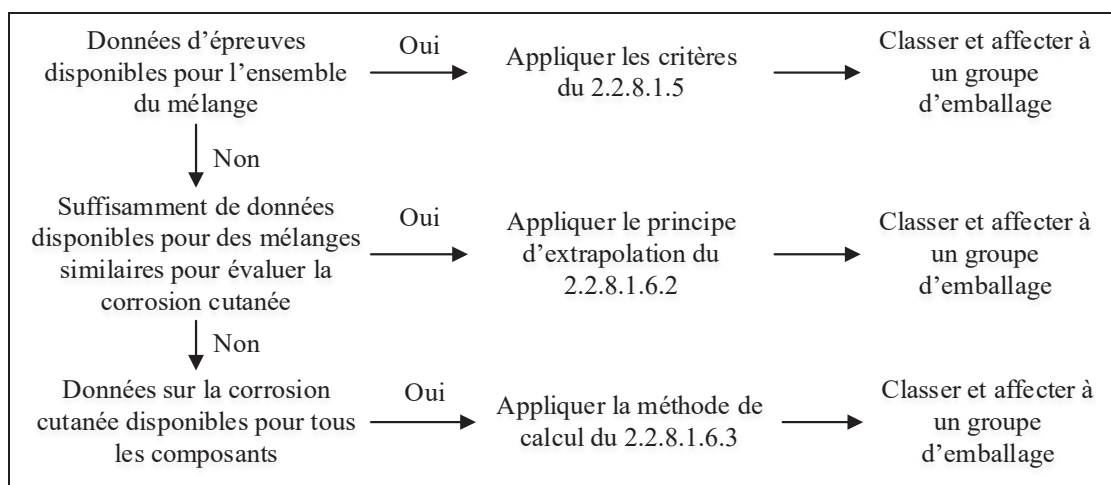 Données d'épreuves
disponibles pour l'ensemble
du mélange
Oui
Appliquer les critères
du 2.2.8.1.5
Classer et affecter à
un groupe
d'emballage
Non
Suffisamment de données
disponibles pour des mélanges
similaires pour évaluer la
corrosion cutanée
Oui
Appliquer le principe
d'extrapolation du
2.2.8.1.6.2
Classer et affecter à
un groupe
d'emballage
Non
Données sur la corrosion
cutanée disponibles pour tous
les composants
Oui
Appliquer la méthode de
calcul du 2.2.8.1.6.3
Classer et affecter à
un groupe
d'emballage